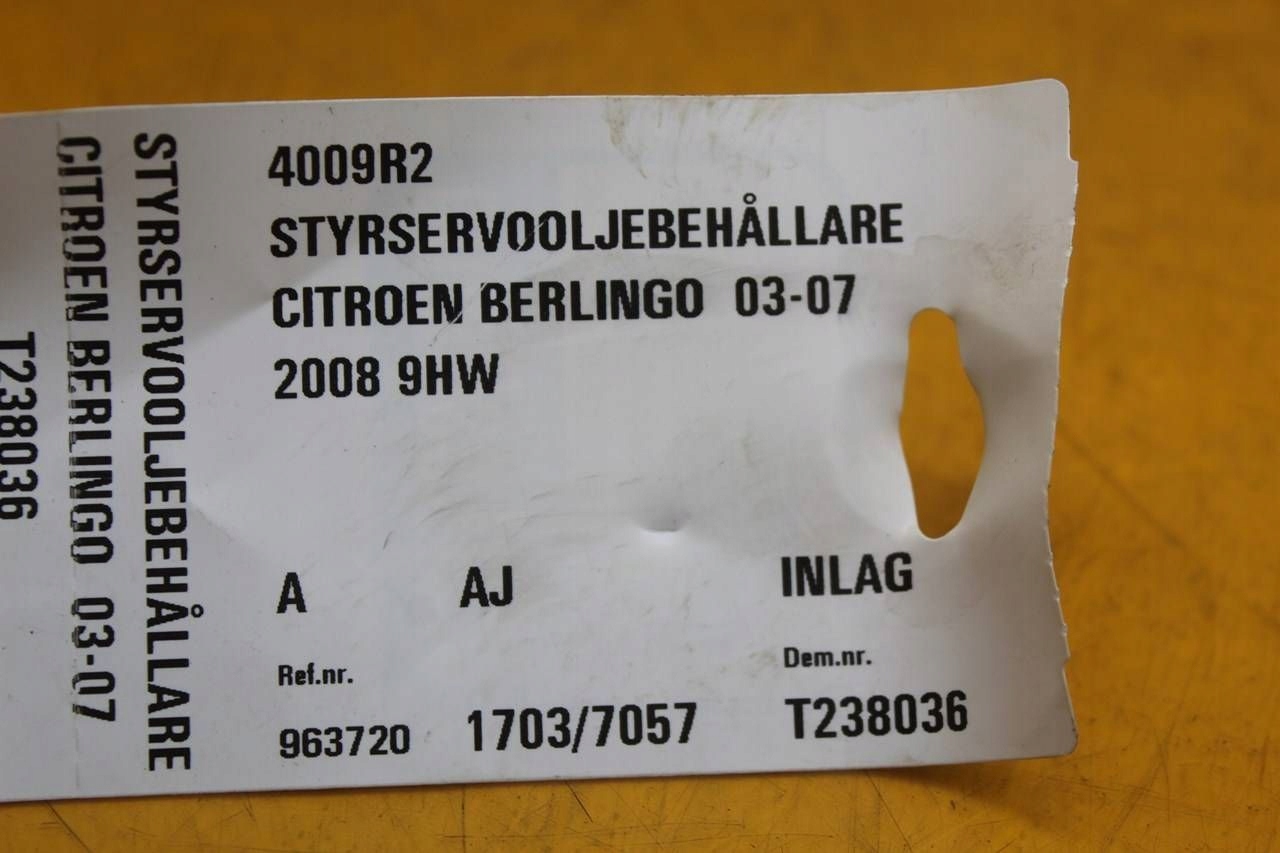 4009R2
STYRSERVOOLJEBEHÅLLARE
CITROEN BERLINGO 03-07
2008 9HW
A AJ INLAG
Ref.nr. Dem.nr.
963720 1703/7057 T238036
STYRSERVOOLJEBEHÅLLARE
CITROEN BERLINGO 03-07
T238036